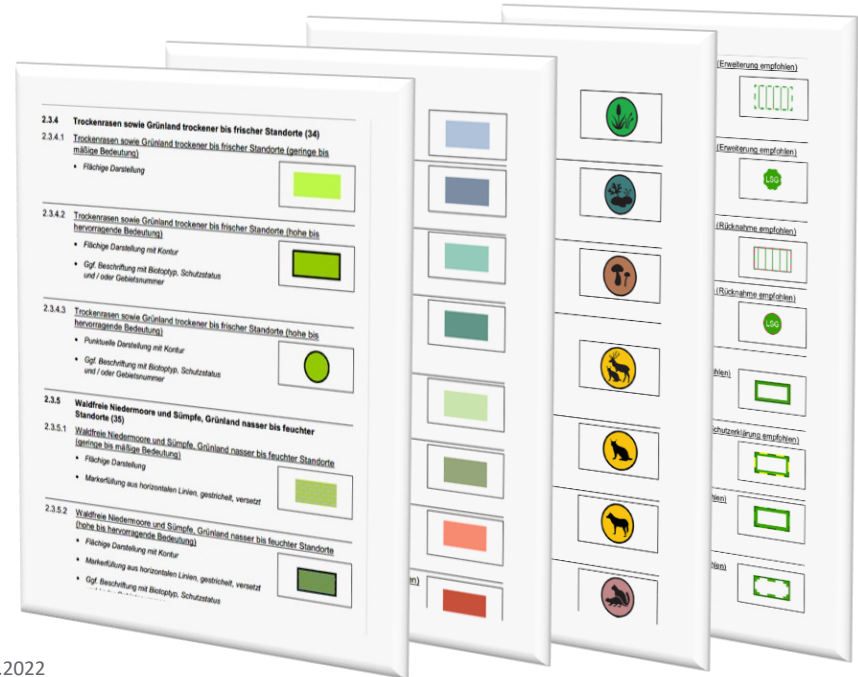 2.3.4 Trockenrasen sowie Grünland trockener bis frischer Standorte (34)
2.3.4.1 Trockenrasen sowie Grünland trockener bis frischer Standorte (geringe bis
mäßige Bedeutung)
• Flächige Darstellung
2.3.4.2 Trockenrasen sowie Grünland trockener bis frischer Standorte (hohe bis
hervorragende Bedeutung)
• Flächige Darstellung mit Kontur
• Ggf. Beschriftung mit Biotoptyp, Schutzstatus
und / oder Gebietsnummer
2.3.4.3 Trockenrasen sowie Grünland trockener bis frischer Standorte (hohe bis
hervorragende Bedeutung)
• Punktuelle Darstellung mit Kontur
• Ggf. Beschriftung mit Biotoptyp, Schutzstatus
und / oder Gebietsnummer
2.3.5 Waldfreie Niedermoore und Sümpfe, Grünland nasser bis feuchter
Standorte (35)
2.3.5.1 Waldfreie Niedermoore und Sümpfe, Grünland nasser bis feuchter Standorte
(geringe bis mäßige Bedeutung)
• Flächige Darstellung
• Markerfüllung aus horizontalen Linien, gestrichelt, versetzt
2.3.5.2 Waldfreie Niedermoore und Sümpfe, Grünland nasser bis feuchter Standorte
(hohe bis hervorragende Bedeutung)
• Flächige Darstellung mit Kontur
• Markerfüllung aus horizontalen Linien, gestrichelt, versetzt
• Ggf. Beschriftung mit Biotoptyp, Schutzstatus
(Erweiterung empfohlen)
(Erweiterung empfohlen)
LSG
(Rücknahme empfohlen)
(Rücknahme empfohlen)
LSG
hlen)
schutzerklärung empfohlen)
hlen)
hlen)
en)
.2022